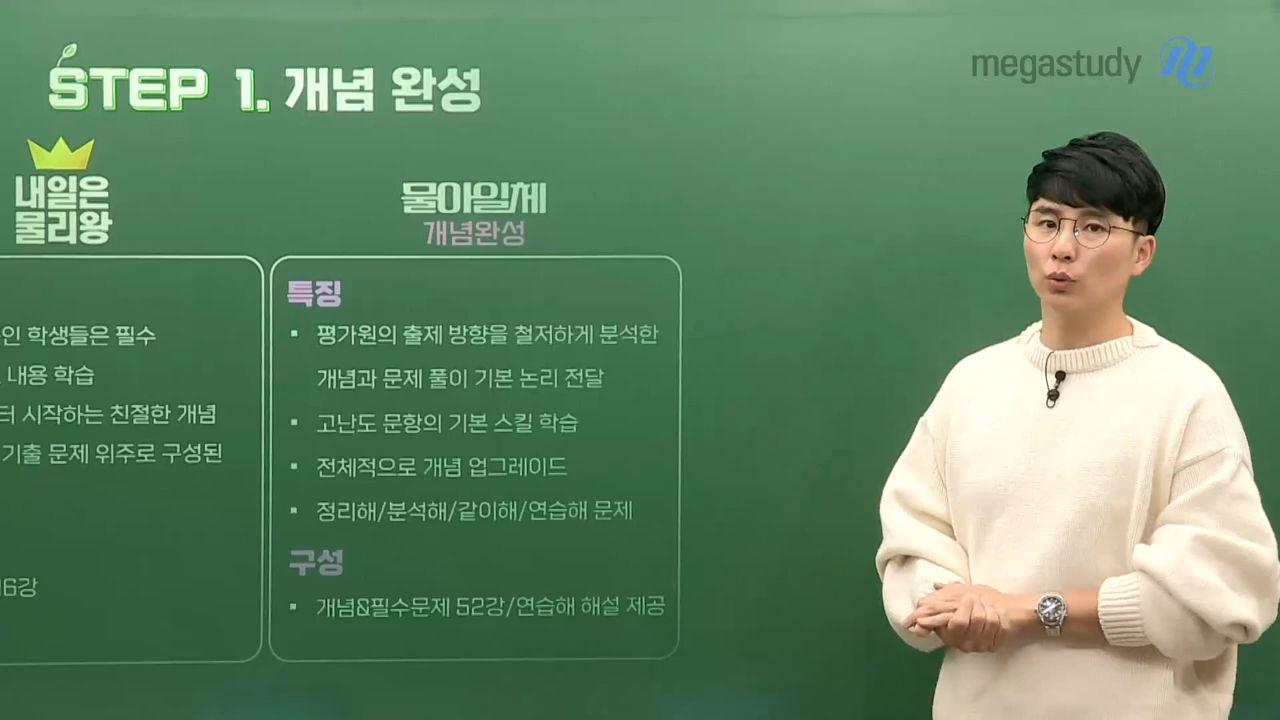 STEP 1. 개념 완성
megastudy
내일은
물리왕
인 학생들은 필수
내용 학습
터 시작하는 친절한 개념
기출 문제 위주로 구성된
16강
물아일체
개념완성
특징
▪ 평가원의 출제 방향을 철저하게 분석한
개념과 문제 풀이 기본 논리 전달
▪ 고난도 문항의 기본 스킬 학습
▪ 전체적으로 개념 업그레이드
▪ 정리해/분석해/같이해/연습해 문제
구성
▪ 개념&필수문제 52강/연습해 해설 제공